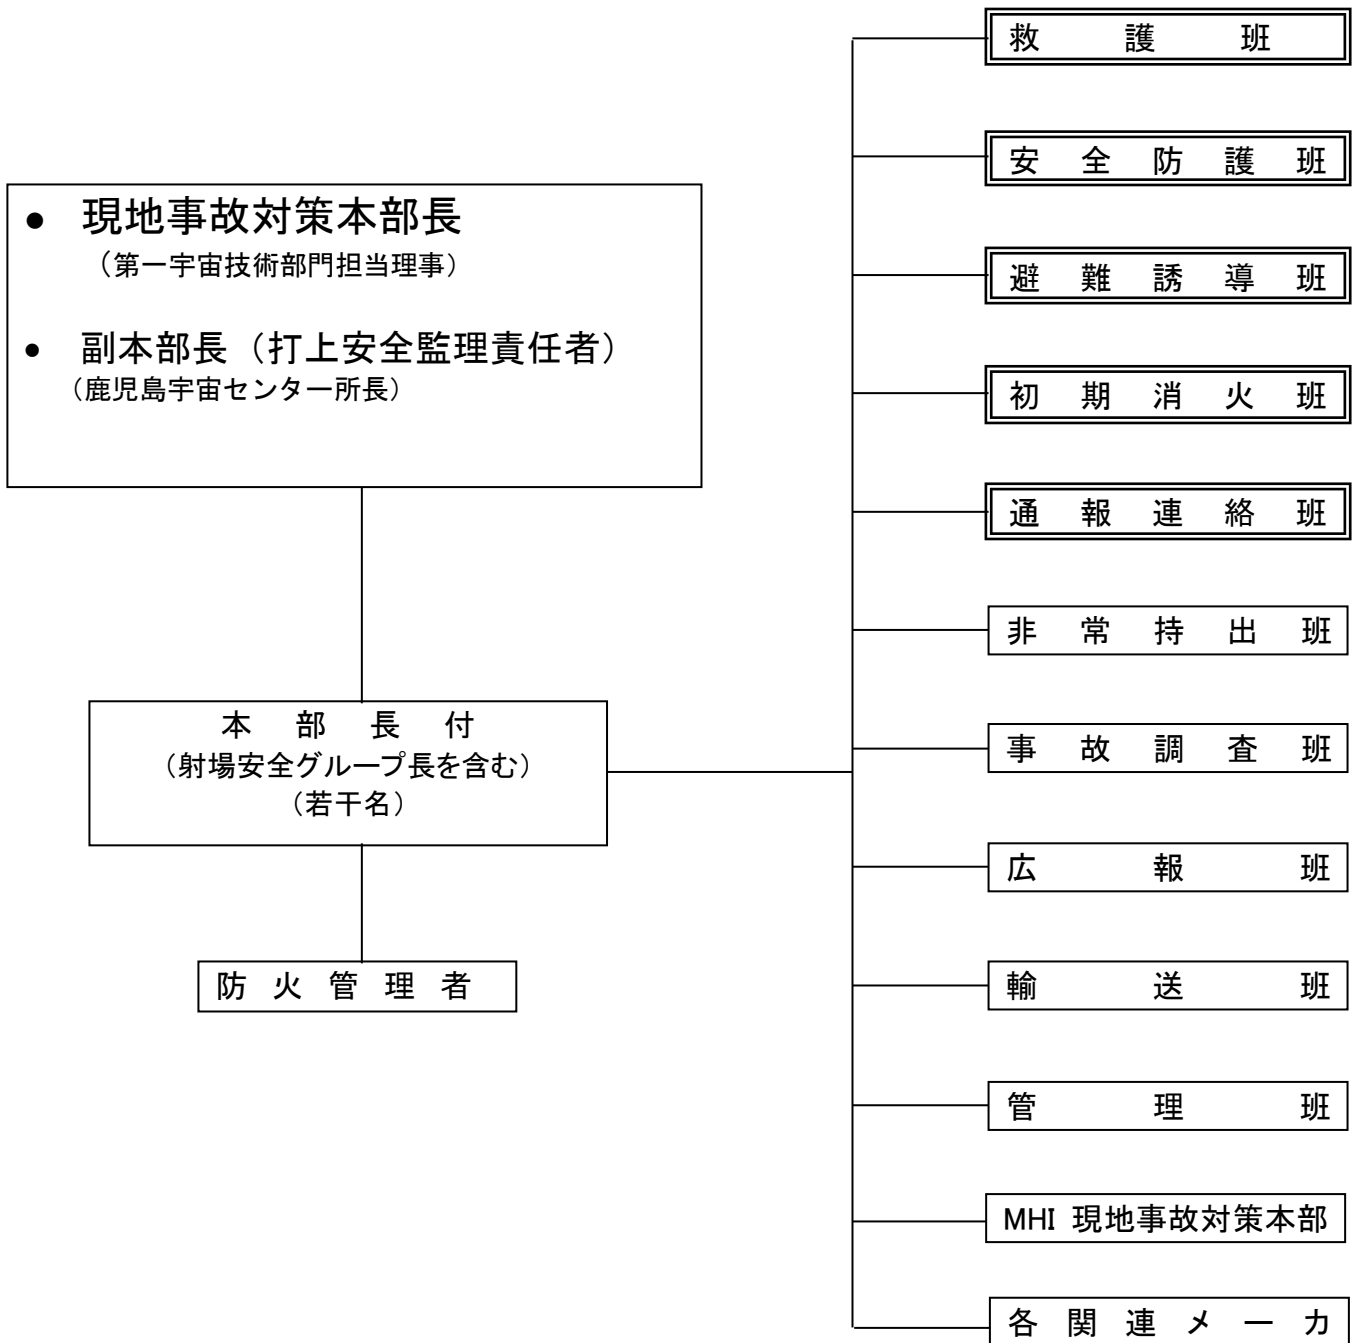 ● 現地事故対策本部長
（第一宇宙技術部門担当理事）
● 副本部長（打上安全監理責任者）
（鹿児島宇宙センター所長）
本部長付
（射場安全グループ長を含む）
（若干名）
防火管理者
救護班
安全防護班
避難誘導班
初期消火班
通報連絡班
非常持出班
事故調査班
広報班
輸送班
管理班
MHI 現地事故対策本部
各関連メーカ